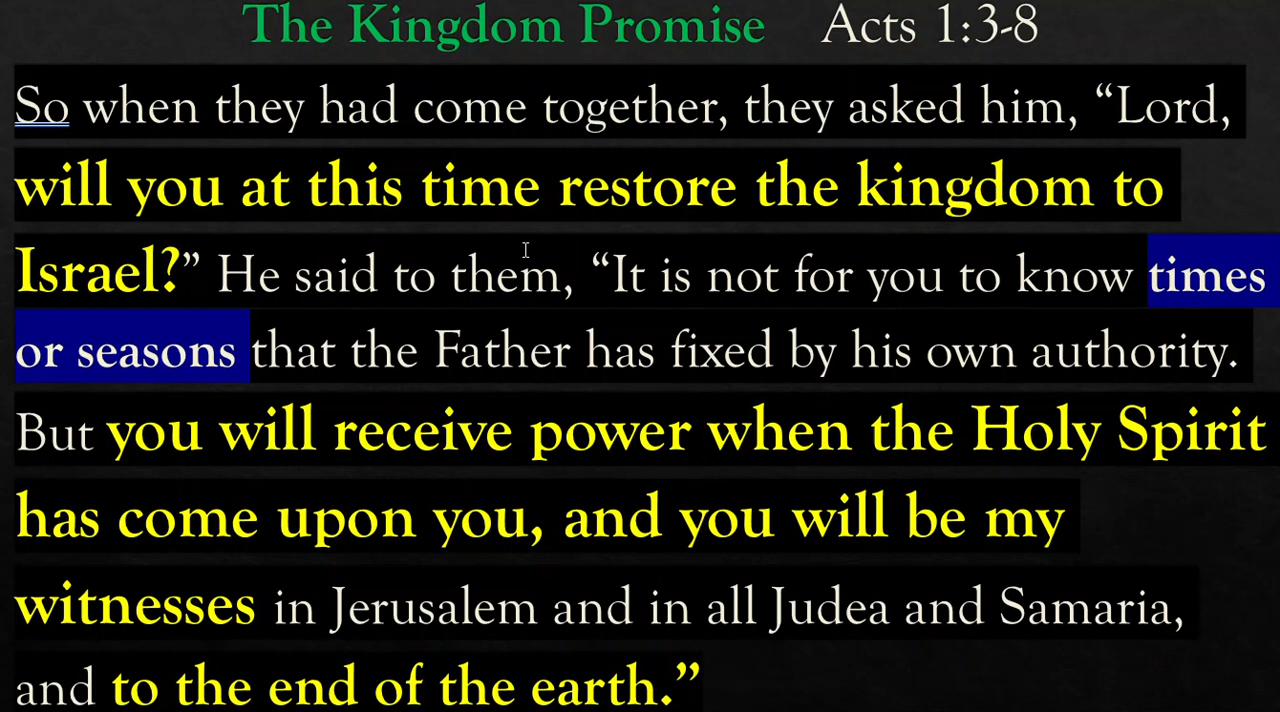 The Kingdom Promise Acts 1:3-8
So when they had come together, they asked him, “Lord,
will you at this time restore the kingdom to
Israel?” He said to them, “It is not for you to know times
or seasons that the Father has fixed by his own authority.
But you will receive power when the Holy Spirit
has come upon you, and you will be my
witnesses in Jerusalem and in all Judea and Samaria,
and to the end of the earth.”